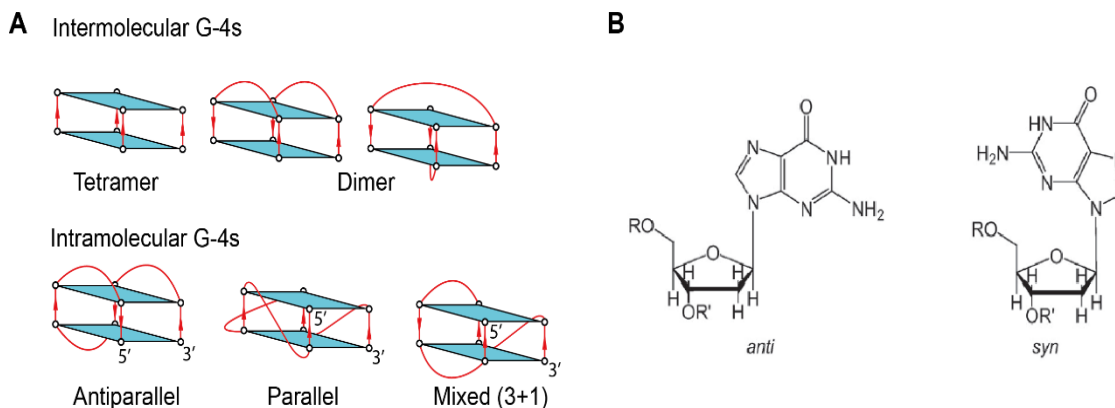 A
Intermolecular G-4s
Tetramer
Dimer
Intramolecular G-4s
5′
3′
5′
3′
5′
3′
Antiparallel
Parallel
Mixed (3+1)
B
O
N
NH
N
N
NH₂
RO
O
H
H
H
H
OR'
anti
O
HN
H₂N
N
N
RO
O
H
H
H
H
OR'
syn